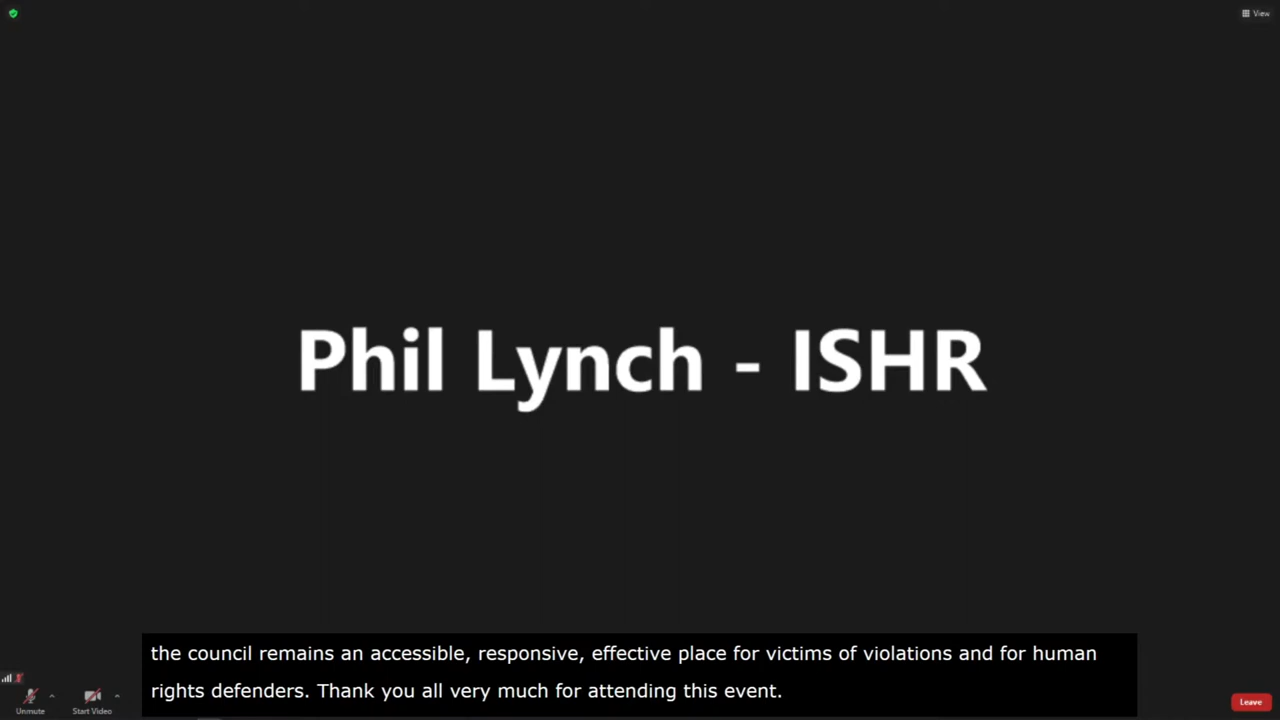 View
Phil Lynch - ISHR
the council remains an accessible, responsive, effective place for victims of violations and for human
rights defenders. Thank you all very much for attending this event.
Unmute
Start Video
Leave